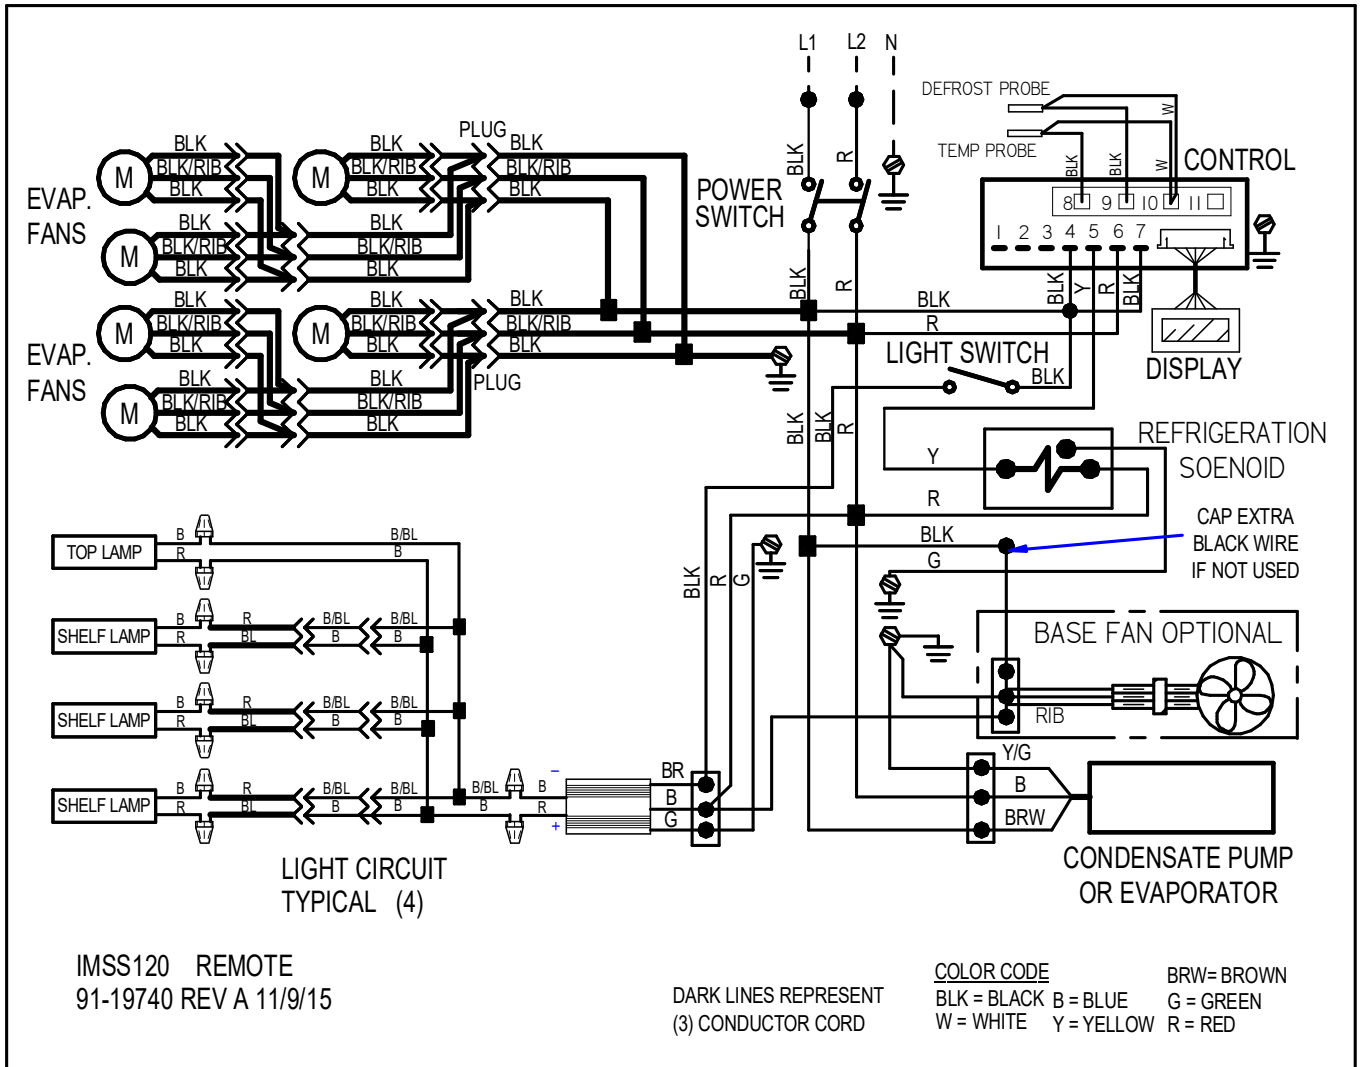 L1 L2 N
DEFROST PROBE
TEMP PROBE
W
BLK BLK W
CONTROL
8 9 10 11
1 2 3 4 5 6 7
BLK Y R BLK
DISPLAY
POWER
SWITCH
BLK R
BLK R
PLUG
BLK BLK BLK
M BLK/RIB M BLK/RIB BLK/RIB
BLK BLK BLK
EVAP.
FANS
BLK BLK
M BLK/RIB BLK/RIB
BLK BLK
BLK BLK BLK
M BLK/RIB M BLK/RIB BLK/RIB
BLK BLK BLK
EVAP.
FANS
PLUG
BLK BLK
M BLK/RIB BLK/RIB
BLK BLK
BLK
R
LIGHT SWITCH
BLK
BLK BLK R
REFRIGERATION
SOENOID
Y
R
CAP EXTRA
BLACK WIRE
IF NOT USED
BLK
G
BLK R G
BASE FAN OPTIONAL
RIB
Y/G
B
BRW
CONDENSATE PUMP
OR EVAPORATOR
TOP LAMP B R B/BL B
SHELF LAMP B R R BL B/BL B B/BL B
SHELF LAMP B R R BL B/BL B B/BL B
SHELF LAMP B R R BL B/BL B B/BL B B/BL B
- B
+ R
BR
B
G
LIGHT CIRCUIT
TYPICAL (4)
IMSS120 REMOTE
91-19740 REV A 11/9/15
DARK LINES REPRESENT
(3) CONDUCTOR CORD
COLOR CODE BRW= BROWN
BLK = BLACK B = BLUE G = GREEN
W = WHITE Y = YELLOW R = RED